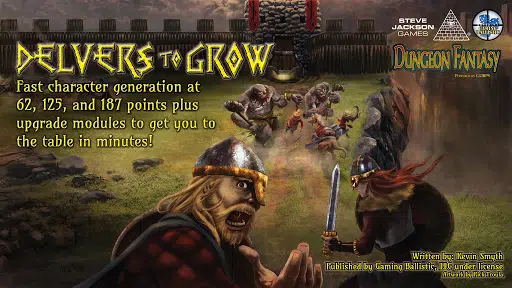 DELVERS TO GROW
Fast character generation at
62, 125, and 187 points plus
upgrade modules to get you to
the table in minutes!
STEVE
JACKSON
GAMES
DUNGEON FANTASY
Written by: Kevin Smyth
Published by Gaming Ballistic, LLC under license